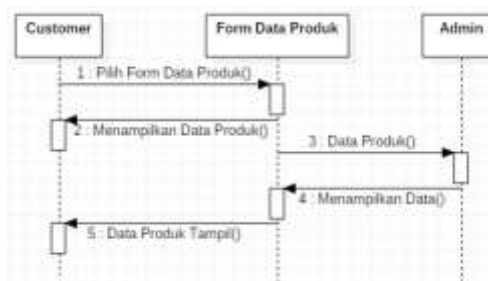 Customer
Form Data Produk
Admin
1 : Pilih Form Data Produk()
2 : Menampilkan Data Produk()
3 : Data Produk()
4 : Menampilkan Data()
5 : Data Produk Tampil()